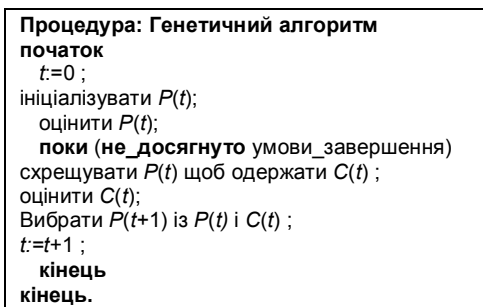 Процедура: Генетичний алгоритм
початок
t:=0 ;
ініціалізувати P(t);
оцінити P(t);
поки (не_досягнуто умови_завершення)
схрещувати P(t) щоб одержати C(t) ;
оцінити C(t);
Вибрати P(t+1) із P(t) і C(t) ;
t:=t+1 ;
кінець
кінець.